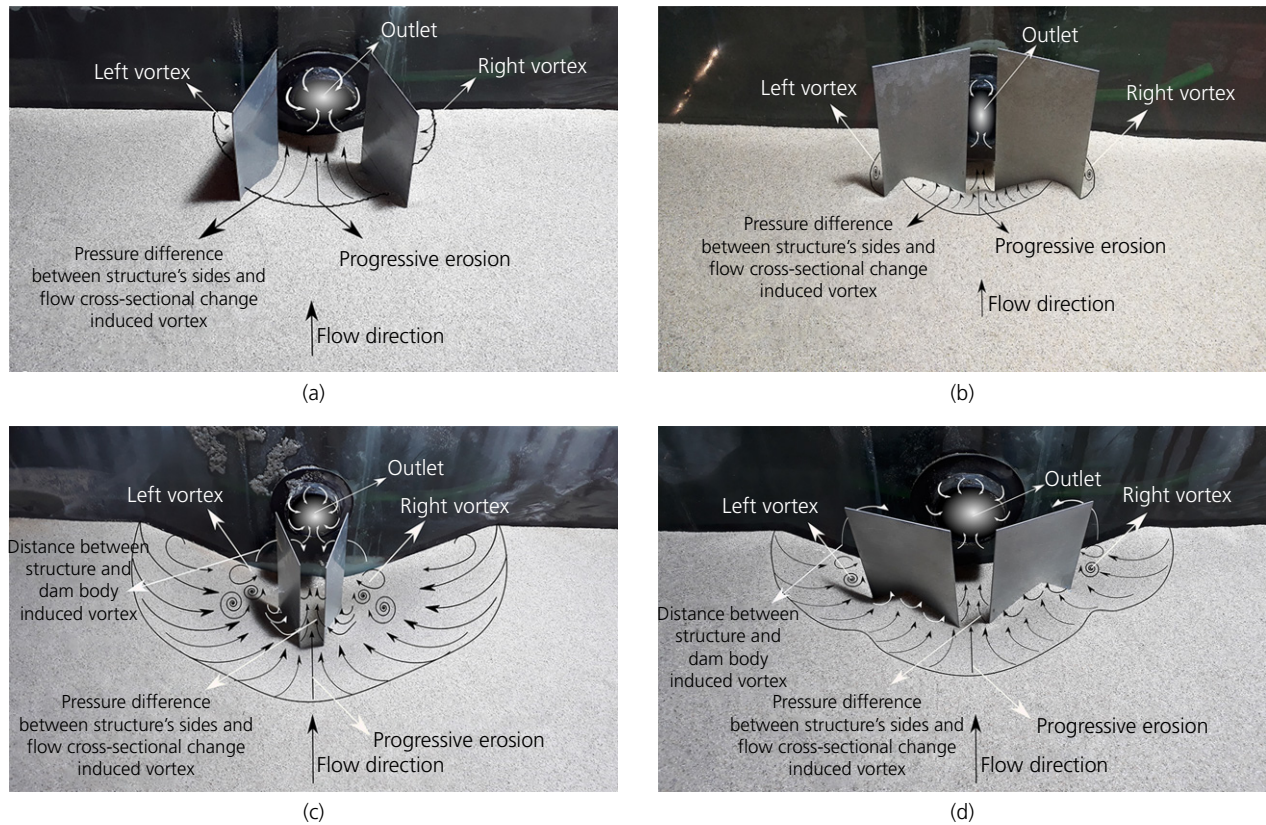 Outlet
Left vortex
Right vortex
Pressure difference
between structure's sides and
flow cross-sectional change
induced vortex
Progressive erosion
Flow direction
(a)
Outlet
Left vortex
Right vortex
Pressure difference
between structure's sides and
flow cross-sectional change
induced vortex
Progressive erosion
Flow direction
(b)
Outlet
Left vortex
Right vortex
Distance between
structure and
dam body
induced vortex
Pressure difference
between structure's sides and
flow cross-sectional change
induced vortex
Progressive erosion
Flow direction
(c)
Outlet
Left vortex
Right vortex
Distance between
structure and
dam body
induced vortex
Pressure difference
between structure's sides and
flow cross-sectional change
induced vortex
Progressive erosion
Flow direction
(d)